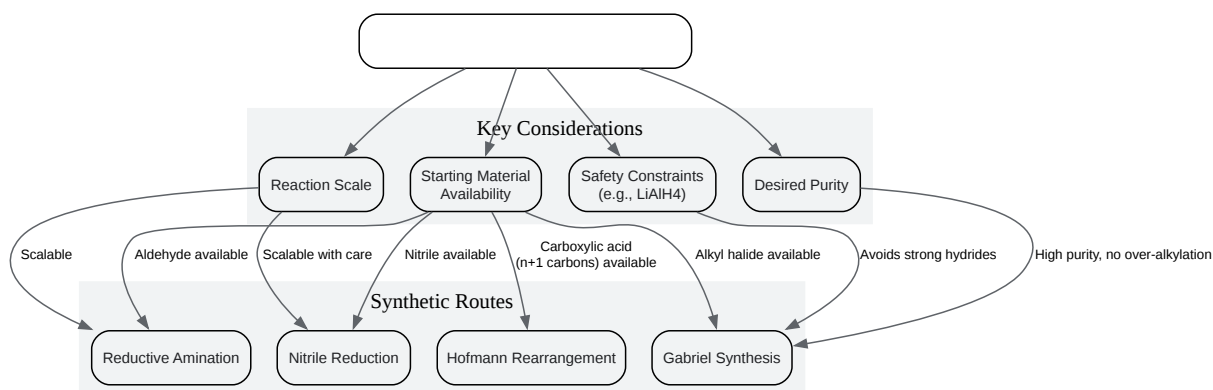 Key Considerations
Reaction Scale
Starting Material
Availability
Safety Constraints
(e.g., LiAlH4)
Desired Purity
Scalable
Aldehyde available
Scalable with care
Nitrile available
Carboxylic acid
(n+1 carbons) available
Alkyl halide available
Avoids strong hydrides
High purity, no over-alkylation
Synthetic Routes
Reductive Amination
Nitrile Reduction
Hofmann Rearrangement
Gabriel Synthesis